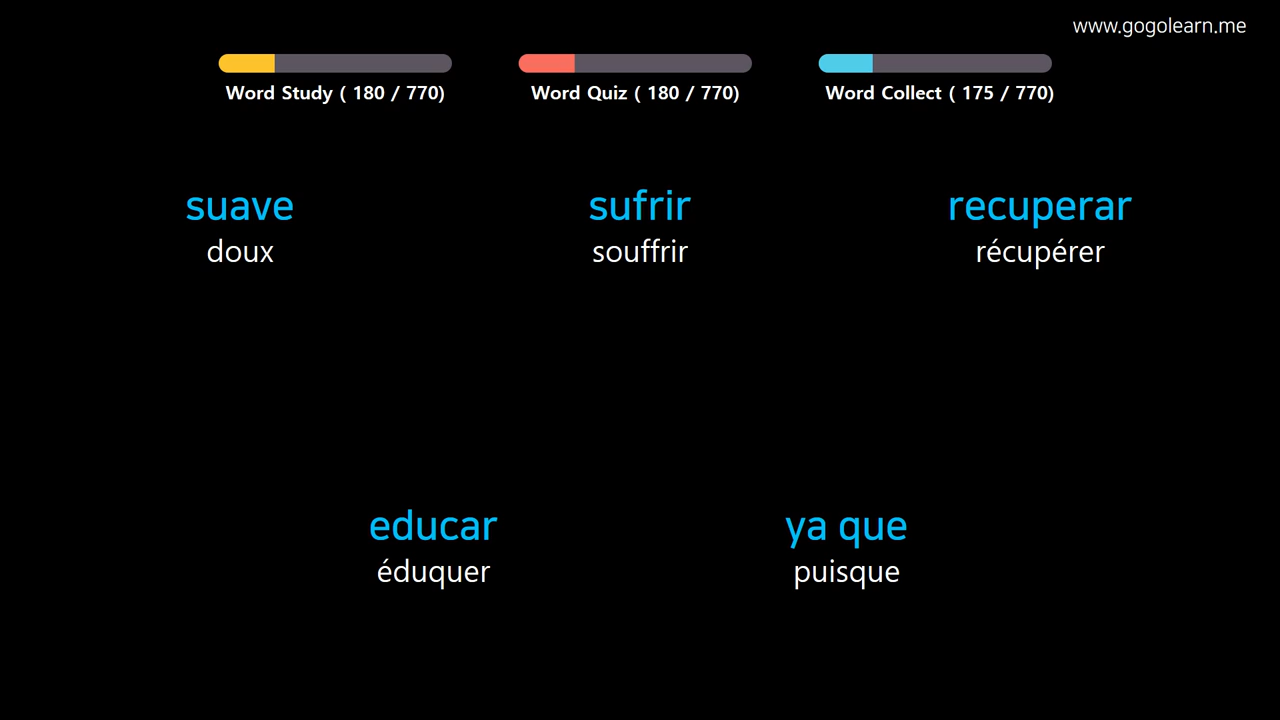 www.gogolearn.me
Word Study ( 180 / 770)
Word Quiz ( 180 / 770)
Word Collect ( 175 / 770)
suave
doux
sufrir
souffrir
recuperar
récupérer
educar
éduquer
ya que
puisque